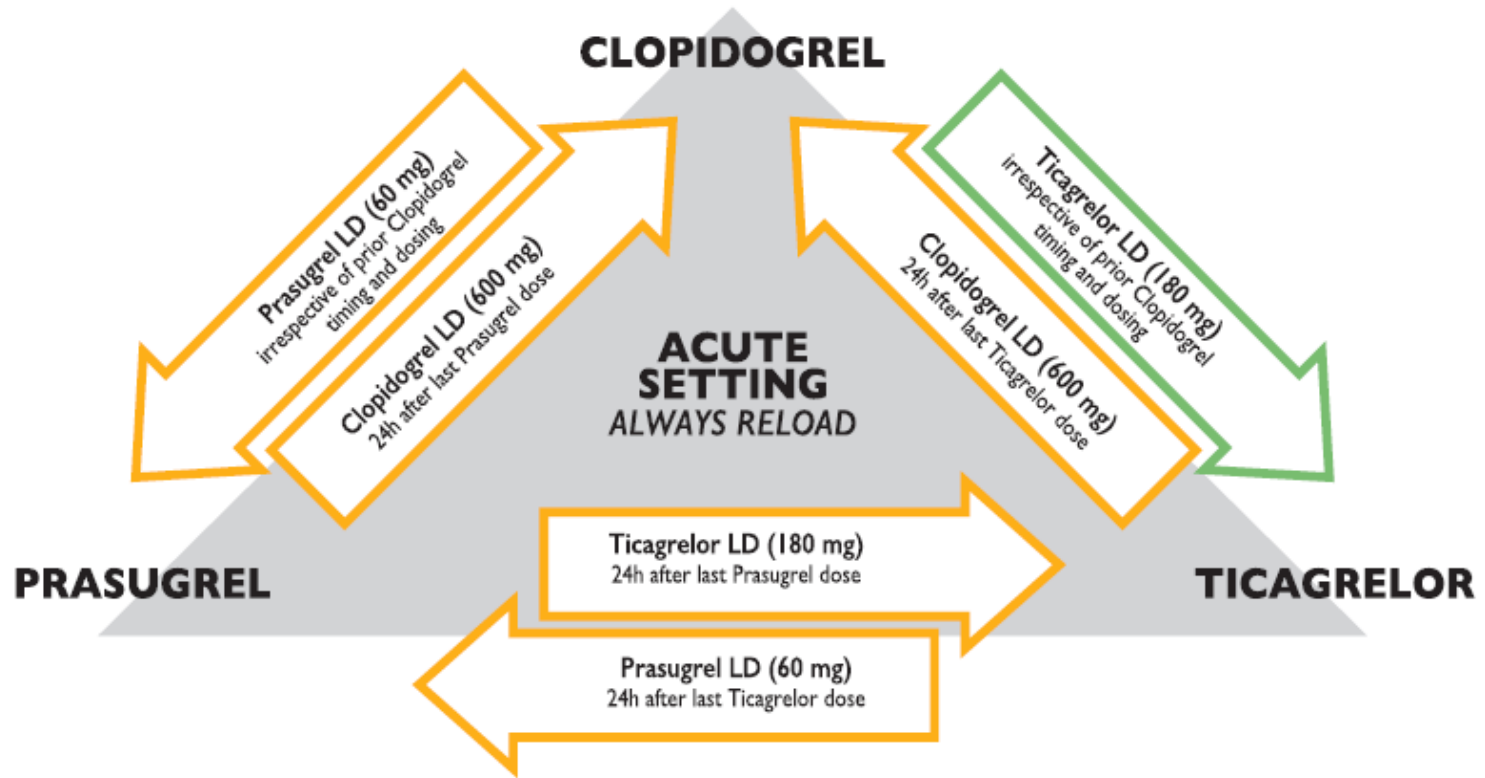 CLOPIDOGREL
Prasugrel LD (60 mg)
irrespective of prior Clopidogrel
timing and dosing
Clopidogrel LD (600 mg)
24h after last Prasugrel dose
Ticagrelor LD (180 mg)
irrespective of prior Clopidogrel
timing and dosing
Clopidogrel LD (600 mg)
24h after last Ticagrelor dose
ACUTE
SETTING
ALWAYS RELOAD
PRASUGREL
Ticagrelor LD (180 mg)
24h after last Prasugrel dose
TICAGRELOR
Prasugrel LD (60 mg)
24h after last Ticagrelor dose